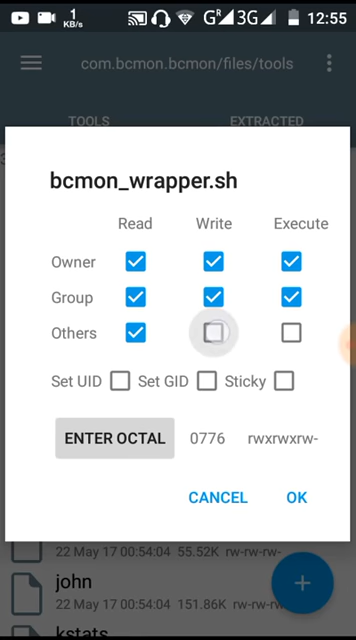 1
KB/s
G R 3G 12:55
com.bcmon.bcmon/files/tools
TOOLS EXTRACTED
bcmon_wrapper.sh
Read Write Execute
Owner
Group
Others
Set UID Set GID Sticky
ENTER OCTAL 0776 rwxrwxrw-
CANCEL OK
22 May 17 00:54:04 55.52K rw-rw-rw-
john
22 May 17 00:54:04 151.86K rw-rw-rw-
kstats